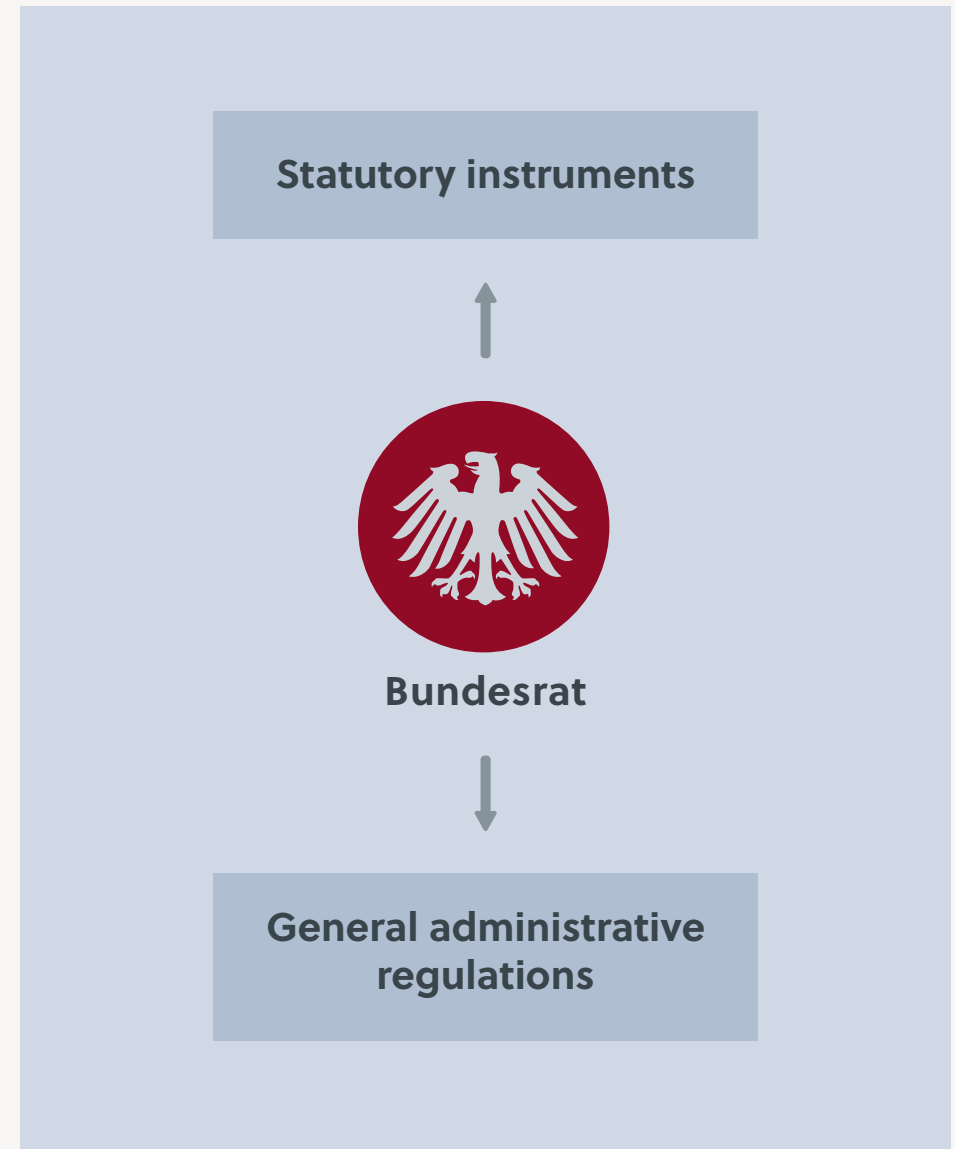 Statutory instruments
Bundesrat
General administrative
regulations